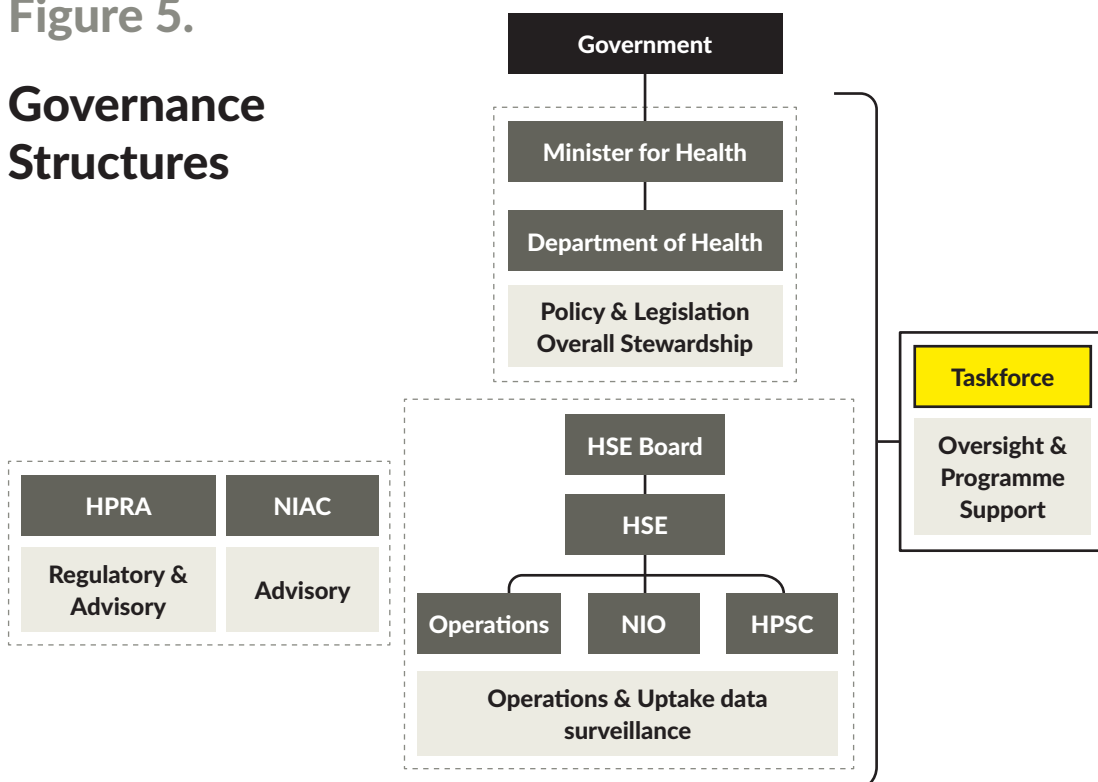 Figure 5.
Governance
Structures
Government
Minister for Health
Department of Health
Policy & Legislation
Overall Stewardship
Taskforce
Oversight &
Programme
Support
HSE Board
HSE
HPRA
NIAC
Regulatory &
Advisory
Advisory
Operations
NIO
HPSC
Operations & Uptake data
surveillance